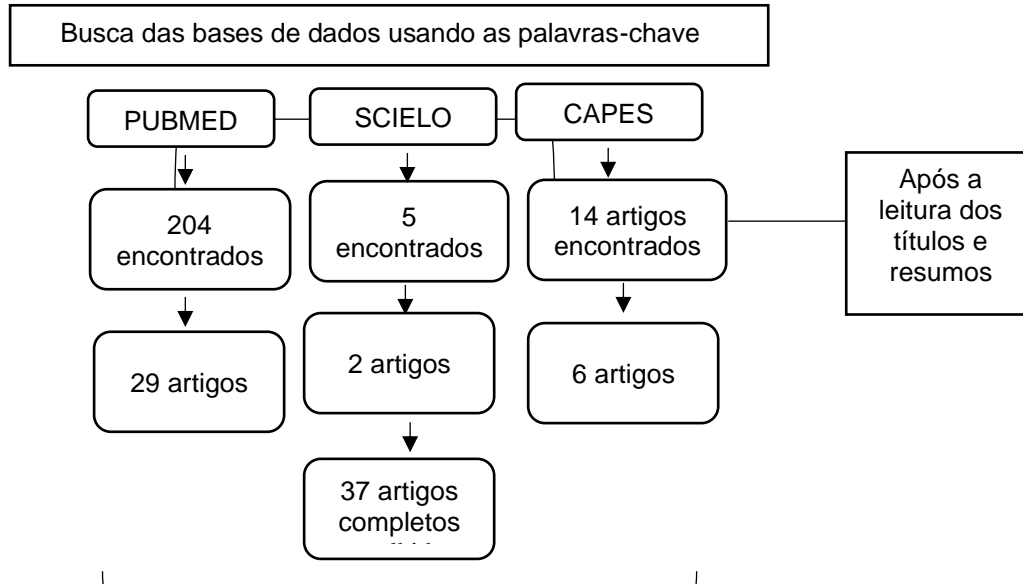 Busca das bases de dados usando as palavras-chave
PUBMED
SCIELO
CAPES
204
encontrados
5
encontrados
14 artigos
encontrados
Após a
leitura dos
títulos e
resumos
29 artigos
2 artigos
6 artigos
37 artigos
completos